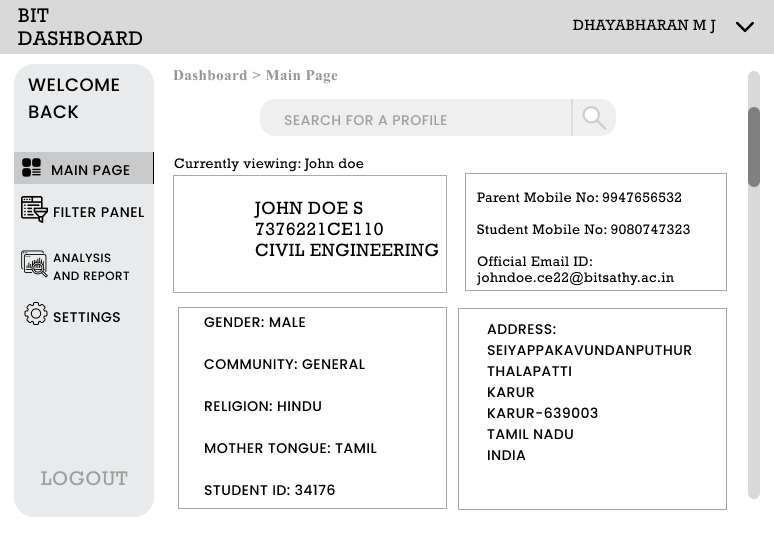 BIT
DASHBOARD
DHAYABHARAN M J
WELCOME
BACK
MAIN PAGE
FILTER PANEL
ANALYSIS
AND REPORT
SETTINGS
LOGOUT
Dashboard > Main Page
SEARCH FOR A PROFILE
Currently viewing: John doe
JOHN DOE S
7376221CE110
CIVIL ENGINEERING
Parent Mobile No: 9947656532
Student Mobile No: 9080747323
Official Email ID:
johndoe.ce22@bitsathy.ac.in
GENDER: MALE
COMMUNITY: GENERAL
RELIGION: HINDU
MOTHER TONGUE: TAMIL
STUDENT ID: 34176
ADDRESS:
SEIYAPPAKAVUNDANPUTHUR
THALAPATTI
KARUR
KARUR-639003
TAMIL NADU
INDIA